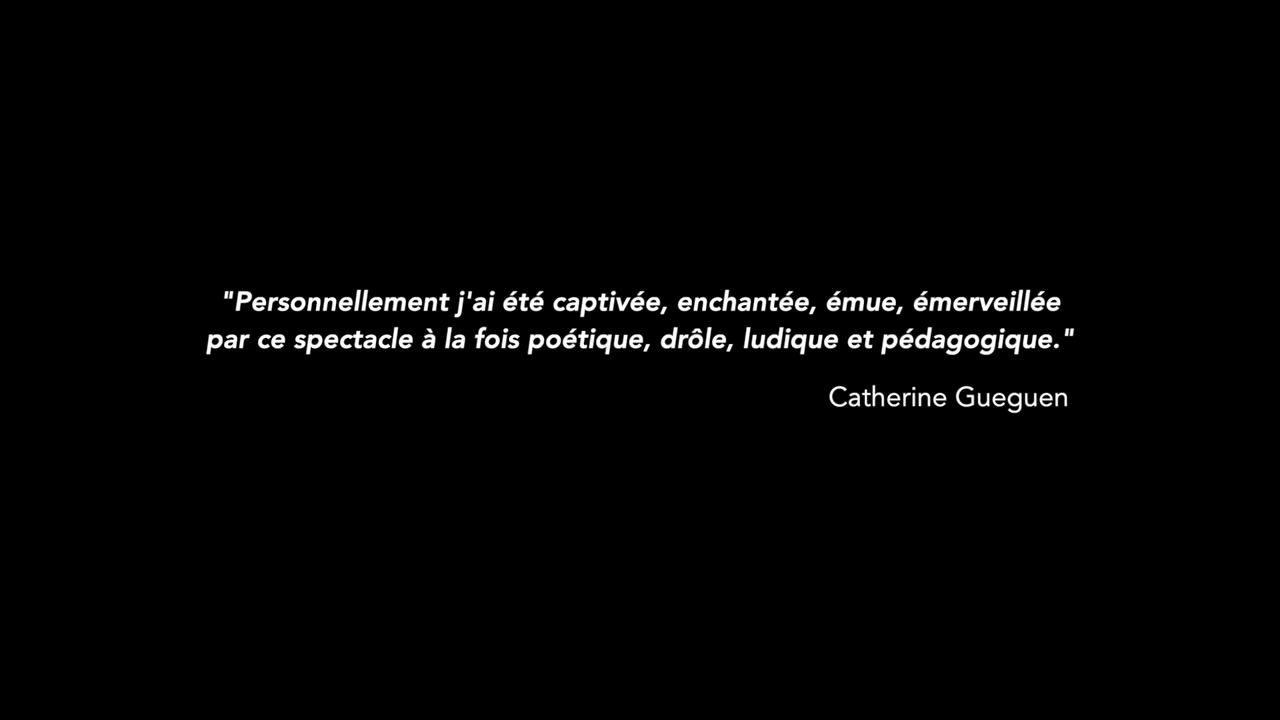 "Personnellement j'ai été captivée, enchantée, émue, émerveillée
par ce spectacle à la fois poétique, drôle, ludique et pédagogique."
Catherine Gueguen